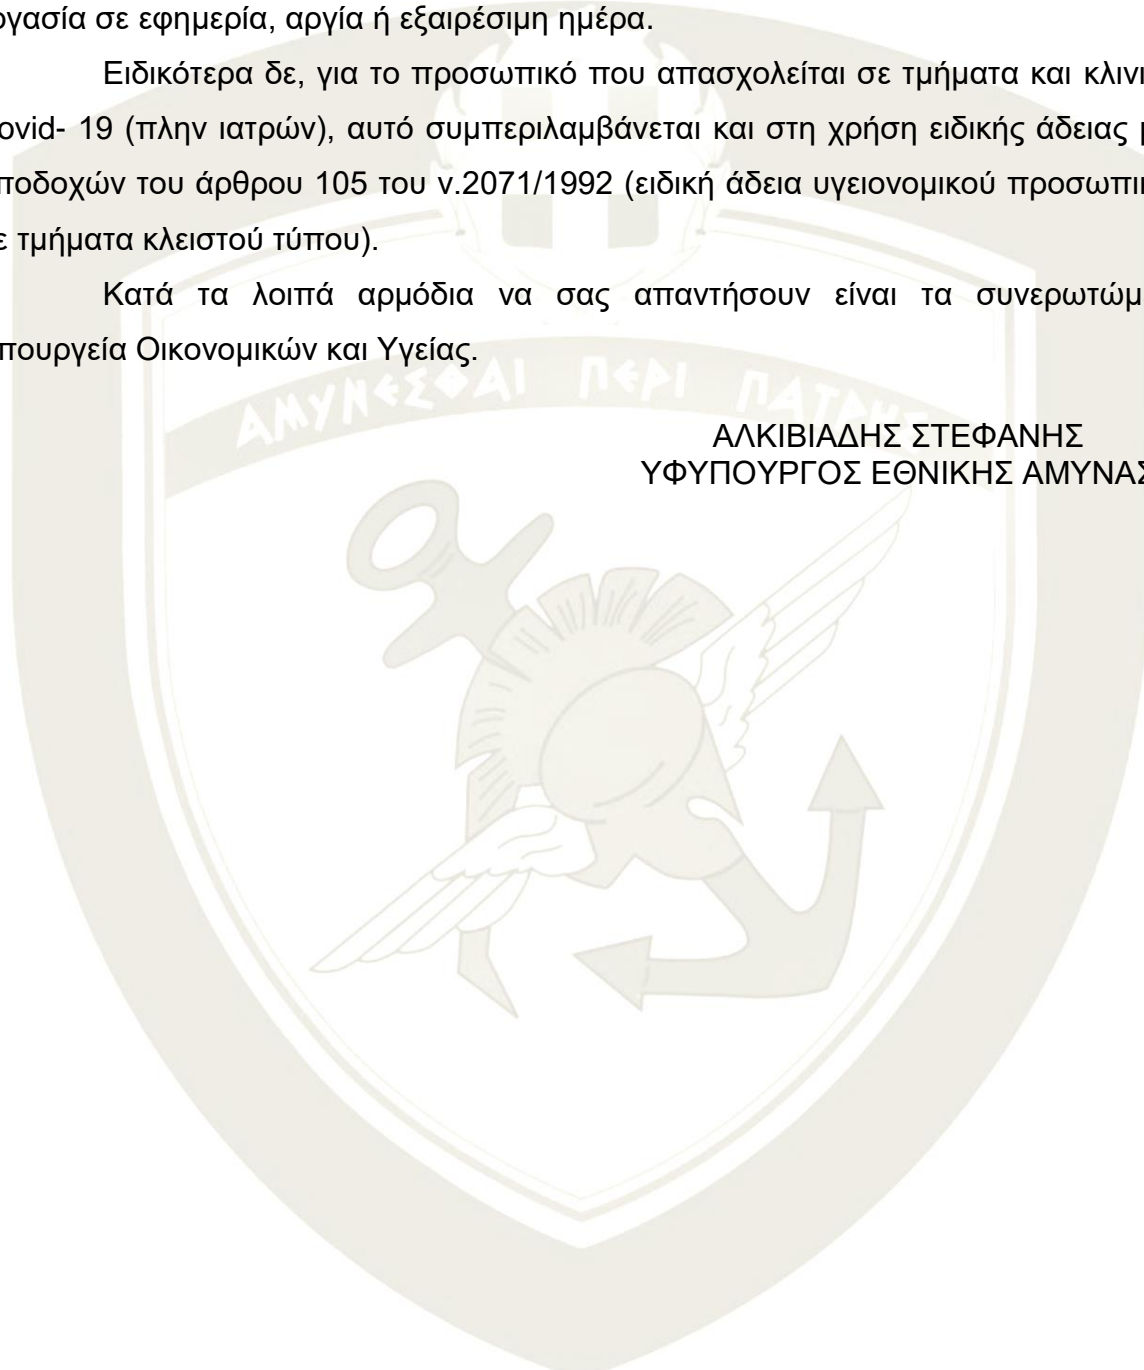 ργασία σε εφημερία, αργία ή εξαιρέσιμη ημέρα.
Ειδικότερα δε, για το προσωπικό που απασχολείται σε τμήματα και κλινι
ovid- 19 (πλην ιατρών), αυτό συμπεριλαμβάνεται και στη χρήση ειδικής άδειας μ
ποδοχών του άρθρου 105 του ν.2071/1992 (ειδική άδεια υγειονομικού προσωπικ
ε τμήματα κλειστού τύπου).
Κατά τα λοιπά αρμόδια να σας απαντήσουν είναι τα συνερωτώμ
πουργεία Οικονομικών και Υγείας.
ΑΜΥΝΕΣΘΑΙ ΠΕΡΙ ΠΑΤΡΗΣ
ΑΛΚΙΒΙΑΔΗΣ ΣΤΕΦΑΝΗΣ
ΥΦΥΠΟΥΡΓΟΣ ΕΘΝΙΚΗΣ ΑΜΥΝΑΣ